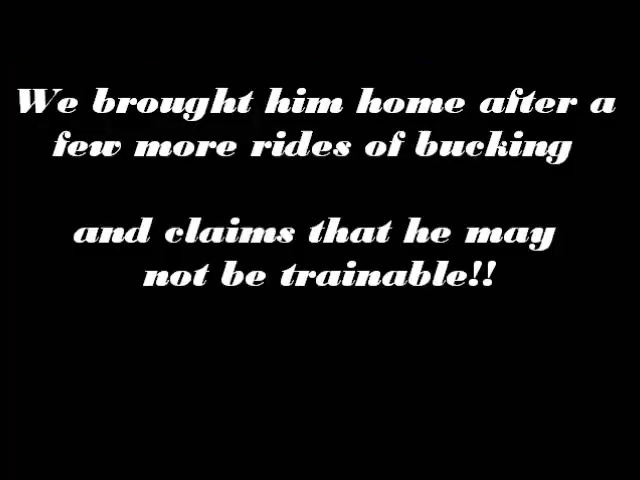 We brought him home after a
few more rides of bucking
and claims that he may
not be trainable!!